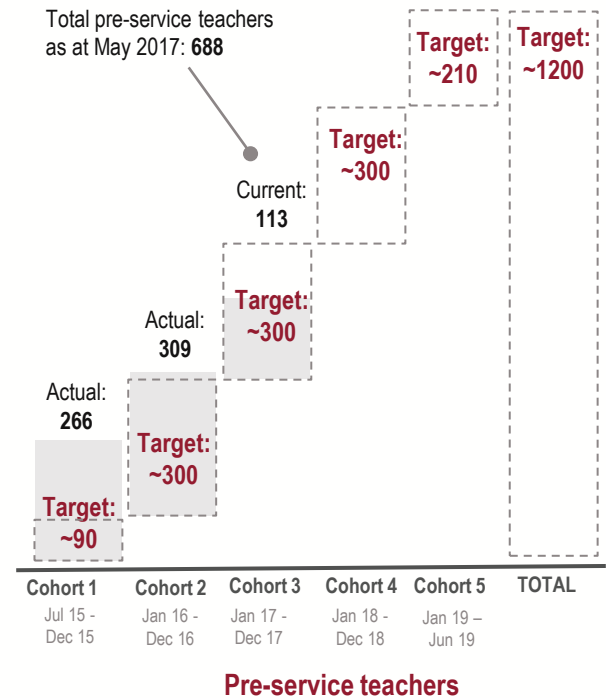 Total pre-service teachers
as at May 2017: 688
Target:
~210
Target:
~1200
Target:
~300
Current:
113
Target:
~300
Actual:
309
Target:
~300
Actual:
266
Target:
~90
Cohort 1
Jul 15 -
Dec 15
Cohort 2
Jan 16 -
Dec 16
Cohort 3
Jan 17 -
Dec 17
Cohort 4
Jan 18 -
Dec 18
Cohort 5
Jan 19 –
Jun 19
TOTAL
Pre-service teachers